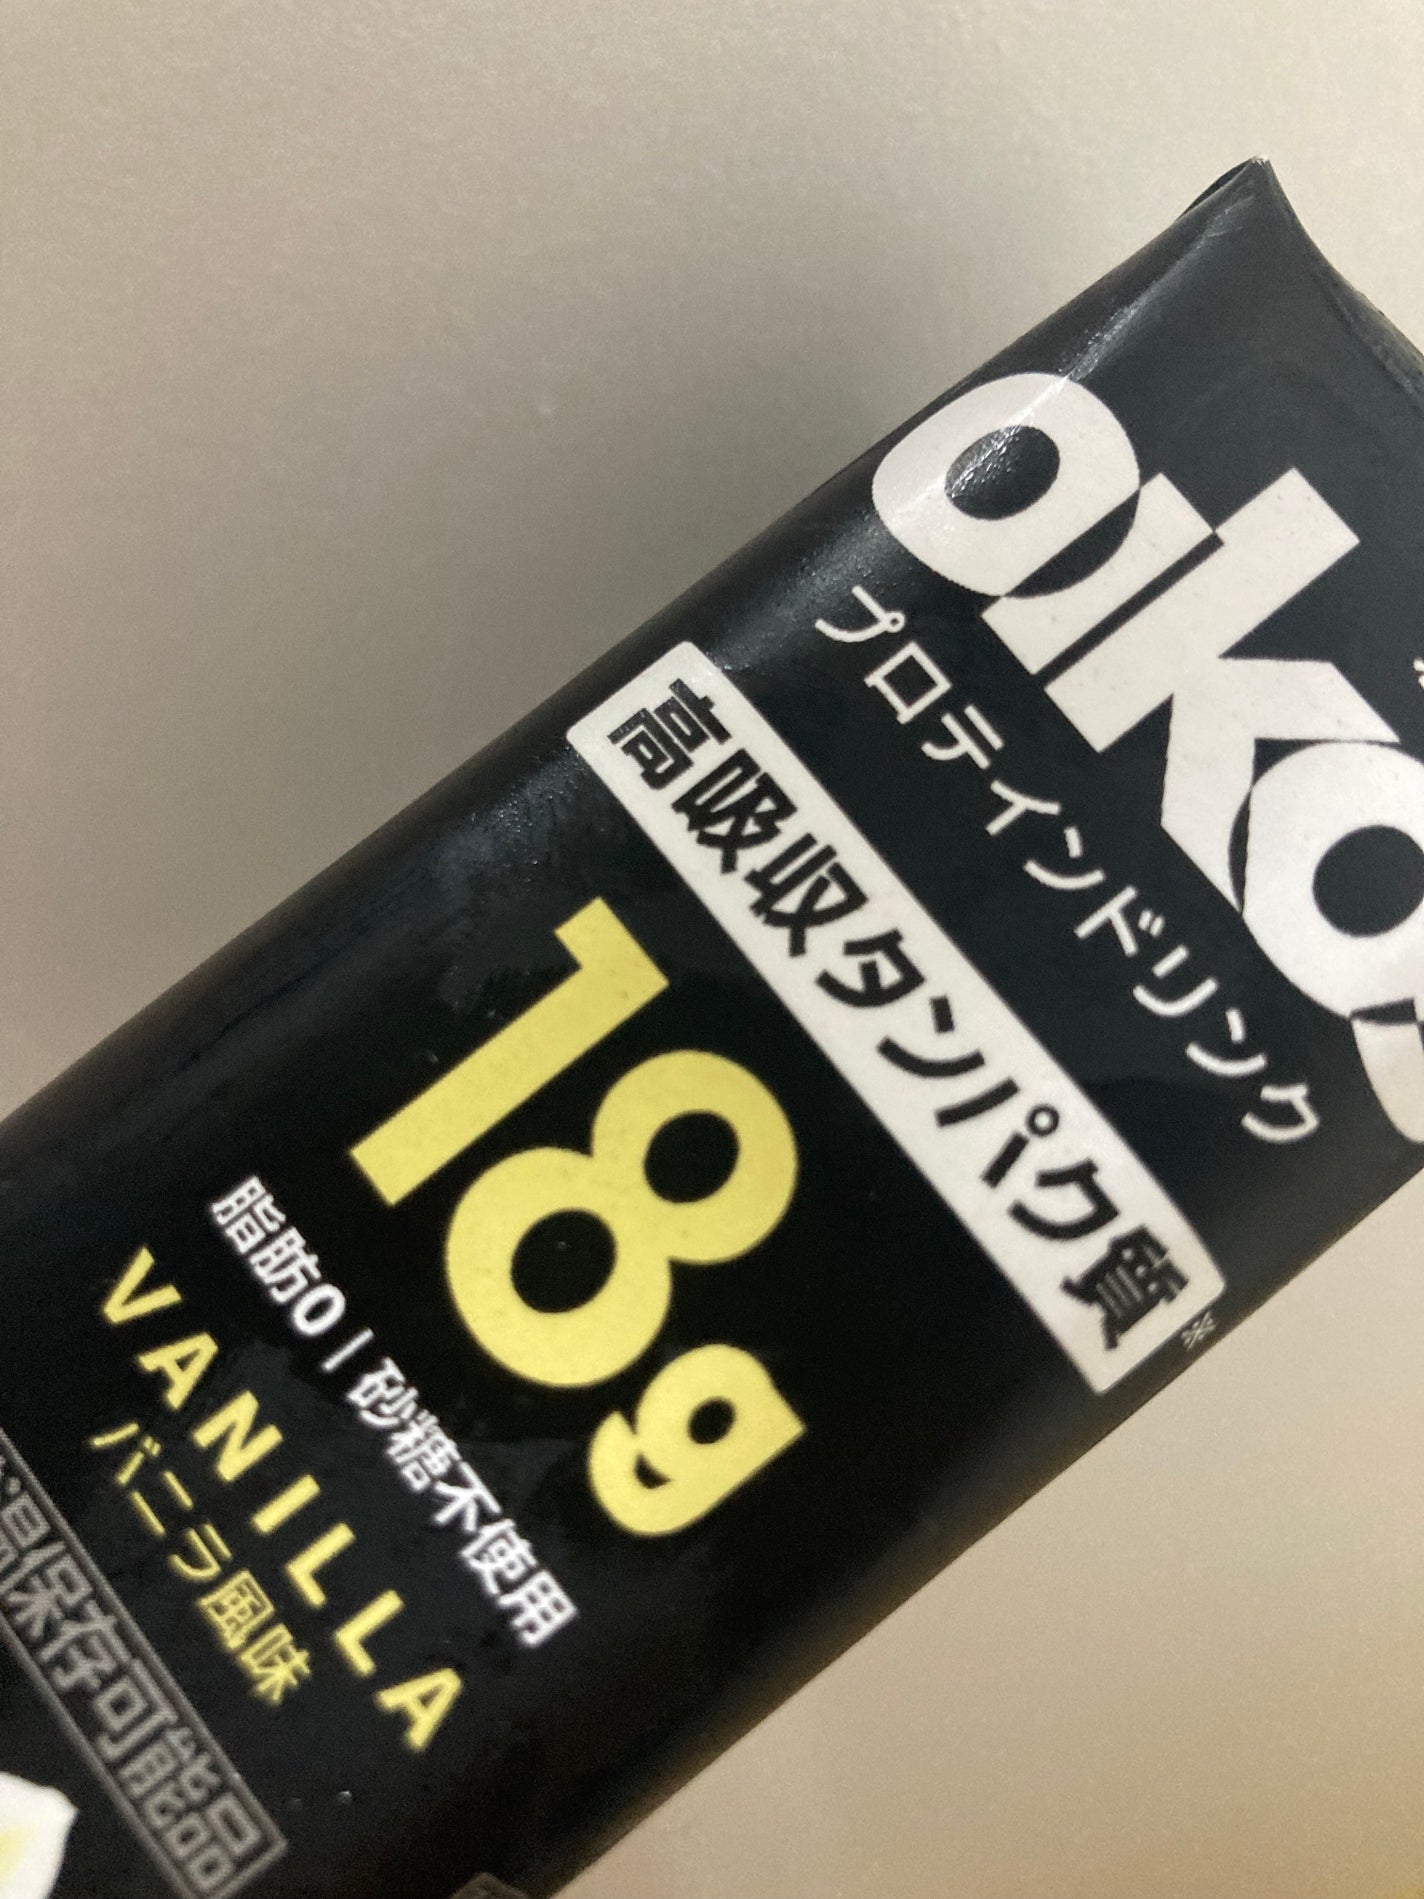 oikos
プロテインドリンク
高吸収タンパク質※
18g
脂肪0 | 砂糖不使用
VANILLA
バニラ風味
常温保存可能品